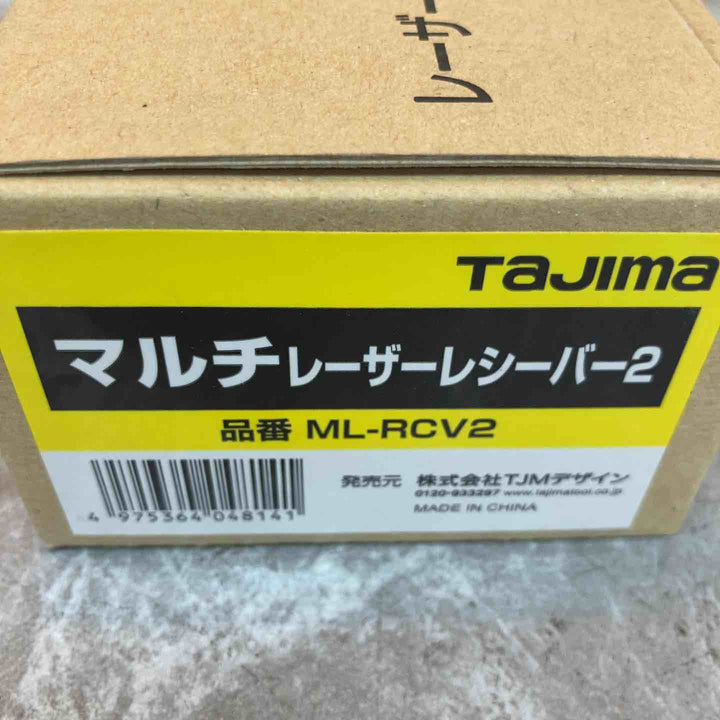 レーザー
TaJIma
マルチレーザーレシーバー2
品番 ML-RCV2
発売元 株式会社TJMデザイン
0120-933297 www.tajimatool.co.jp
MADE IN CHINA
4 975364 048141